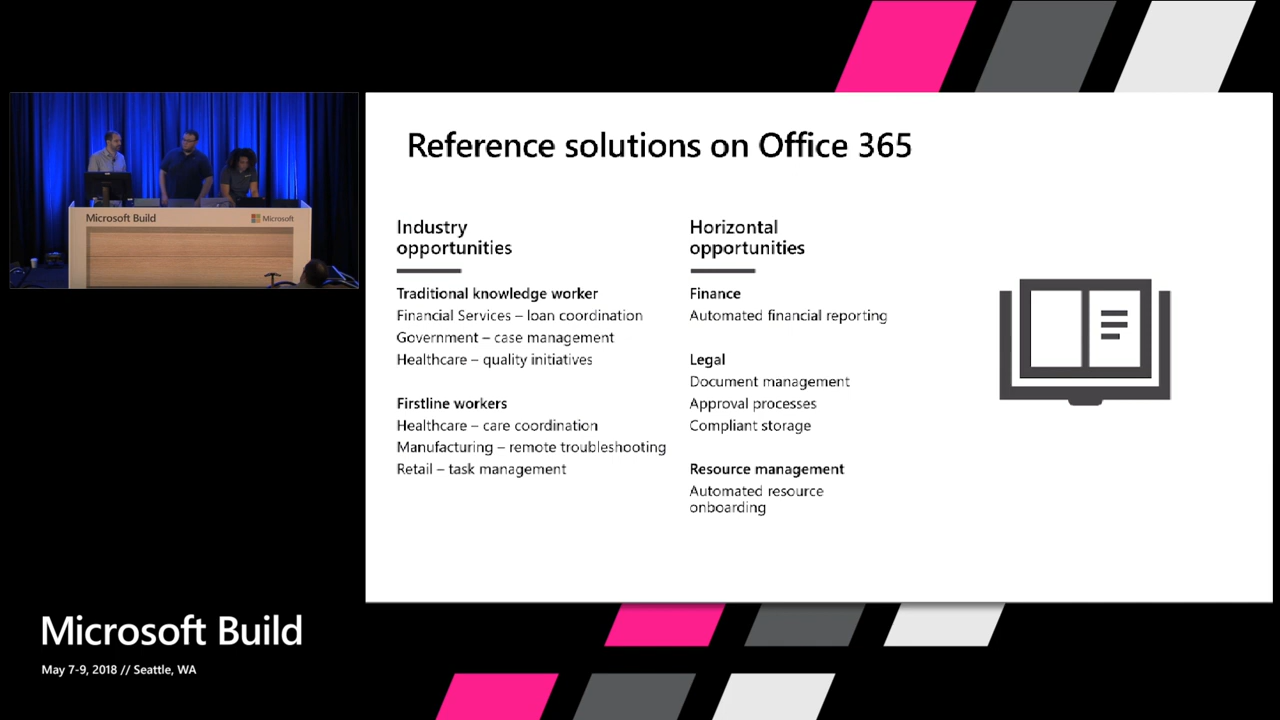 Microsoft Build
Microsoft
Reference solutions on Office 365
Industry
opportunities
Traditional knowledge worker
Financial Services – loan coordination
Government – case management
Healthcare – quality initiatives
Firstline workers
Healthcare – care coordination
Manufacturing – remote troubleshooting
Retail – task management
Horizontal
opportunities
Finance
Automated financial reporting
Legal
Document management
Approval processes
Compliant storage
Resource management
Automated resource
onboarding
Microsoft Build
May 7-9, 2018 // Seattle, WA